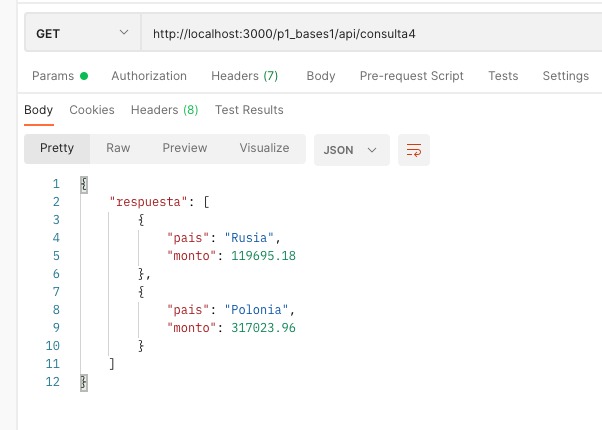 GET http://localhost:3000/p1_bases1/api/consulta4
Params Authorization Headers (7) Body Pre-request Script Tests Settings
Body Cookies Headers (8) Test Results
Pretty Raw Preview Visualize JSON
1 {
2 "respuesta": [
3 {
4 "pais": "Rusia",
5 "monto": 119695.18
6 },
7 {
8 "pais": "Polonia",
9 "monto": 317023.96
10 }
11 ]
12 }